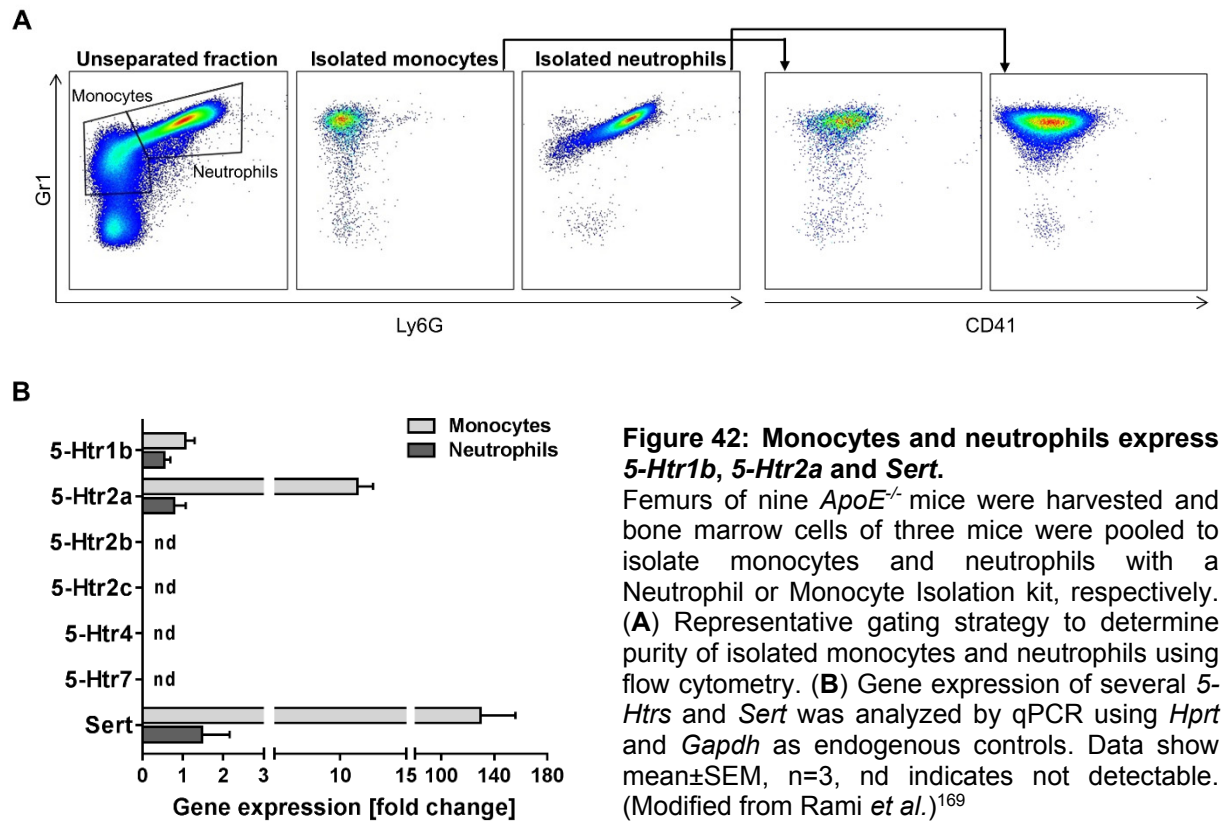 A
Unseparated fraction
Isolated monocytes
Isolated neutrophils
Monocytes
Neutrophils
Gr1
Ly6G
CD41
B
Monocytes
Neutrophils
5-Htr1b
5-Htr2a
5-Htr2b nd
5-Htr2c nd
5-Htr4 nd
5-Htr7 nd
Sert
0 1 2 3 10 15 100 140 180
Gene expression [fold change]
Figure 42: Monocytes and neutrophils express
5-Htr1b, 5-Htr2a and Sert.
Femurs of nine ApoE-/- mice were harvested and
bone marrow cells of three mice were pooled to
isolate monocytes and neutrophils with a
Neutrophil or Monocyte Isolation kit, respectively.
(A) Representative gating strategy to determine
purity of isolated monocytes and neutrophils using
flow cytometry. (B) Gene expression of several 5-
Htrs and Sert was analyzed by qPCR using Hprt
and Gapdh as endogenous controls. Data show
mean±SEM, n=3, nd indicates not detectable.
(Modified from Rami et al.)169